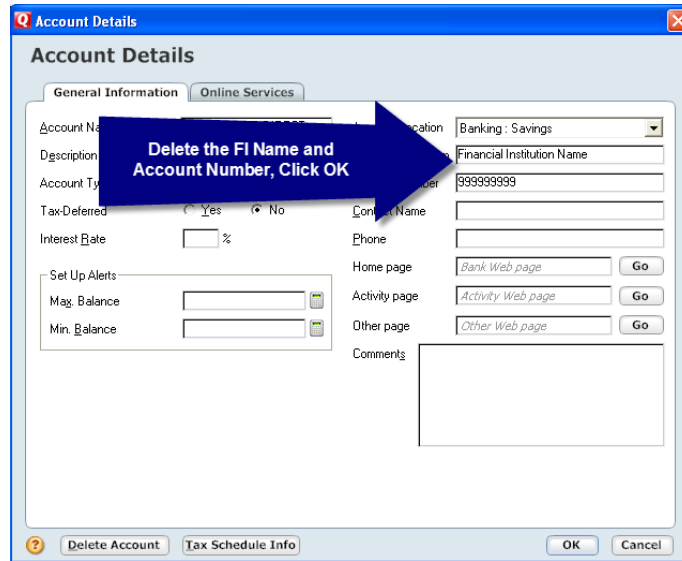 Account Details
Account Details
General Information
Online Services
Account Na
Delete the FI Name and
Account Number, Click OK
cation
Banking : Savings
Description
Financial Institution Name
Account Ty
ber
999999999
Tax-Deferred
Yes
No
Contact Name
Interest Rate
%
Phone
Set Up Alerts
Max. Balance
Min. Balance
Home page
Bank Web page
Go
Activity page
Activity Web page
Go
Other page
Other Web page
Go
Comments
Delete Account
Tax Schedule Info
OK
Cancel